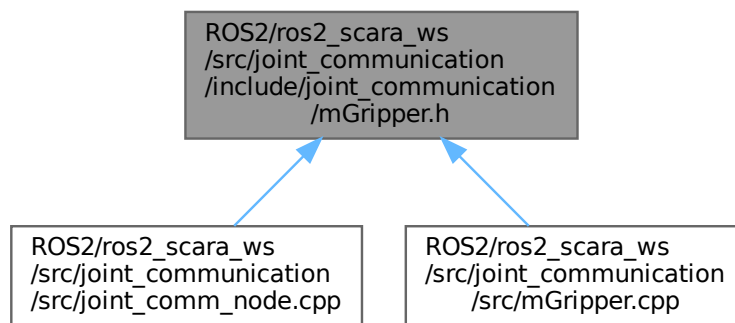 ROS2/ros2_scara_ws
/src/joint_communication
/include/joint_communication
/mGripper.h
ROS2/ros2_scara_ws
/src/joint_communication
/src/joint_comm_node.cpp
ROS2/ros2_scara_ws
/src/joint_communication
/src/mGripper.cpp